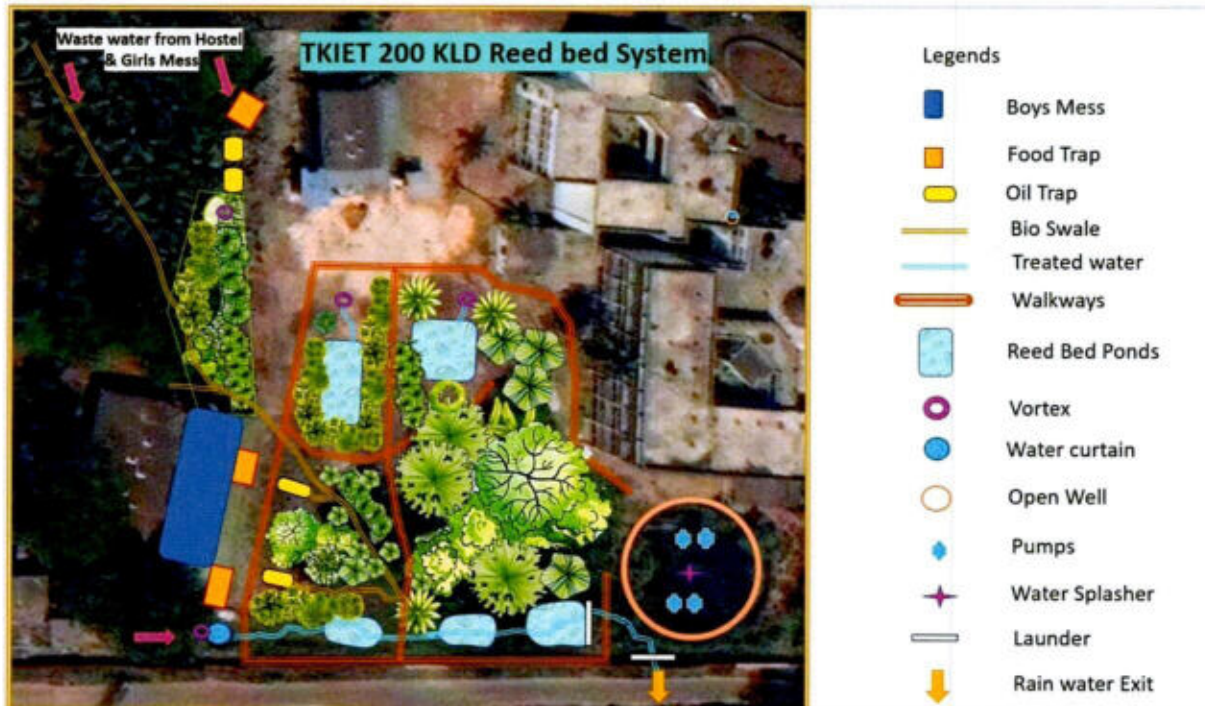 Waste water from Hostel
& Girls Mess
TKIET 200 KLD Reed bed System
Legends
Boys Mess
Food Trap
Oil Trap
Bio Swale
Treated water
Walkways
Reed Bed Ponds
Vortex
Water curtain
Open Well
Pumps
Water Splasher
Launder
Rain water Exit